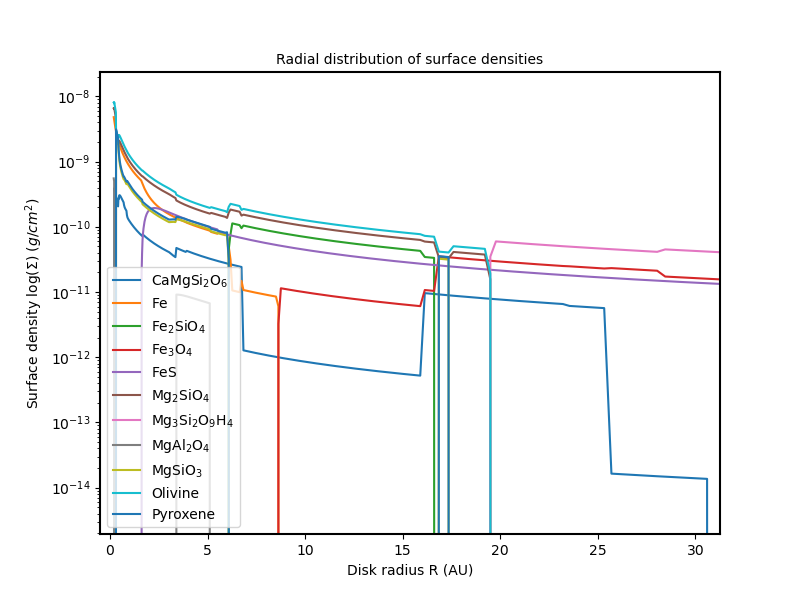 Radial distribution of surface densities
Surface density log(Σ) (g/cm²)
10⁻⁸
10⁻⁹
10⁻¹⁰
10⁻¹¹
10⁻¹²
10⁻¹³
10⁻¹⁴
CaMgSi₂O₆
Fe
Fe₂SiO₄
Fe₃O₄
FeS
Mg₂SiO₄
Mg₃Si₂O₉H₄
MgAl₂O₄
MgSiO₃
Olivine
Pyroxene
0 5 10 15 20 25 30
Disk radius R (AU)